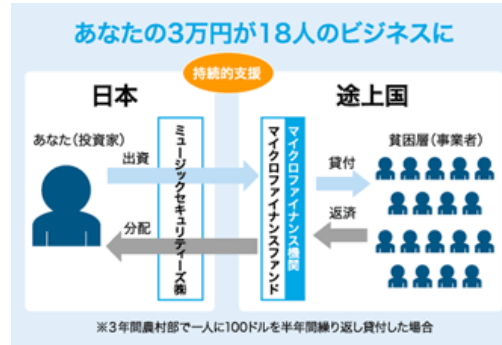 あなたの3万円が18人のビジネスに
持続的支援
日本
途上国
あなた(投資家)
出資
分配
ミュージックセキュリティーズ㈱
マイクロファイナンスファンド
マイクロファイナンス機関
貸付
返済
貧困層(事業者)
※3年間農村部で一人に100ドルを半年間繰り返し貸付した場合